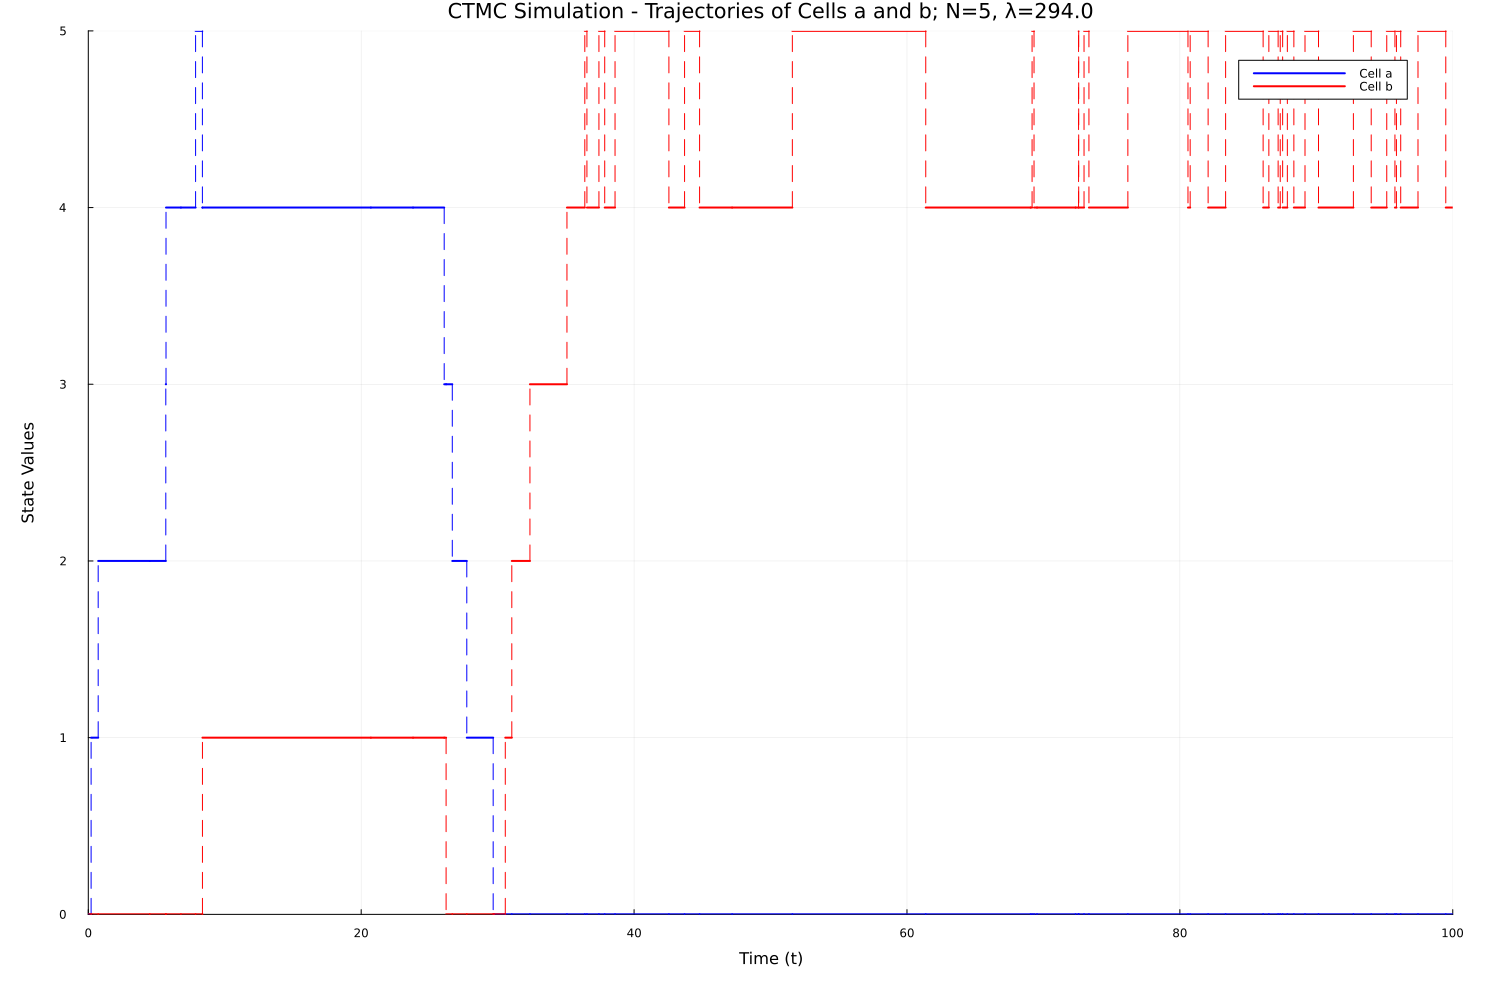 CTMC Simulation - Trajectories of Cells a and b; N=5, λ=294.0
5
Cell a
Cell b
4
3
State Values
2
1
0
0 20 40 60 80 100
Time (t)